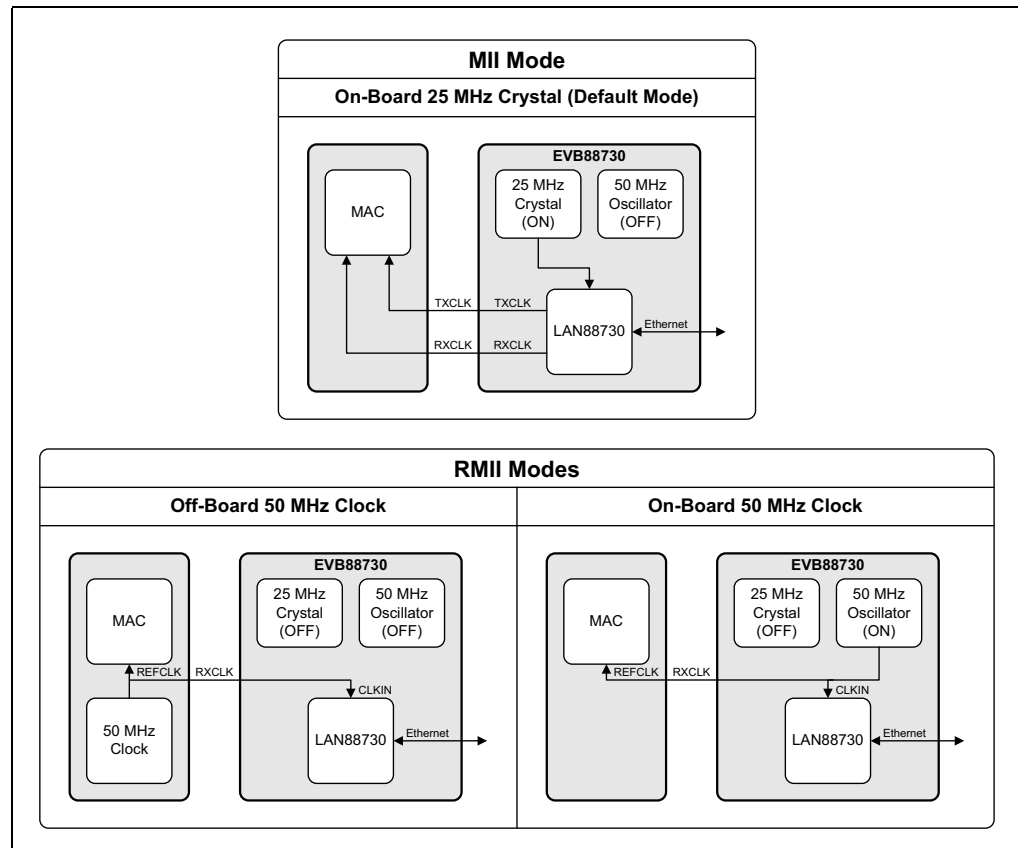 MII Mode
On-Board 25 MHz Crystal (Default Mode)
EVB88730
MAC
25 MHz
Crystal
(ON)
50 MHz
Oscillator
(OFF)
TXCLK TXCLK
RXCLK RXCLK
LAN88730
Ethernet
RMII Modes
Off-Board 50 MHz Clock
EVB88730
MAC
25 MHz
Crystal
(OFF)
50 MHz
Oscillator
(OFF)
REFCLK RXCLK
CLKIN
50 MHz
Clock
LAN88730
Ethernet
On-Board 50 MHz Clock
EVB88730
MAC
25 MHz
Crystal
(OFF)
50 MHz
Oscillator
(ON)
REFCLK RXCLK
CLKIN
LAN88730
Ethernet